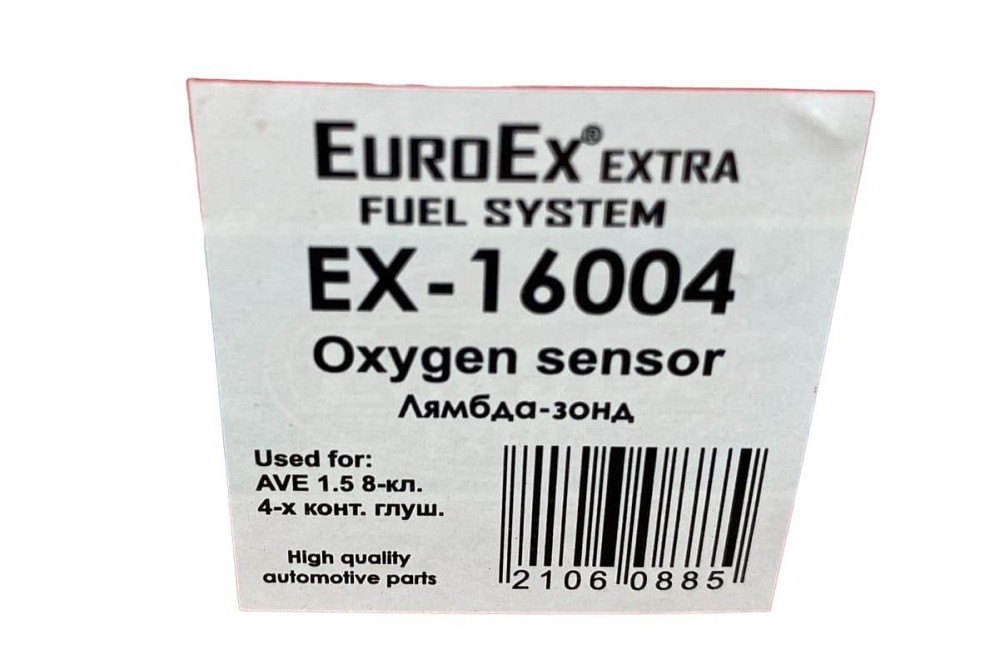 EUROEX® EXTRA
FUEL SYSTEM
EX-16004
Oxygen sensor
Лямбда-зонд
Used for:
AVE 1.5 8-кл.
4-х конт. глуш.
High quality
automotive parts
2106 0885